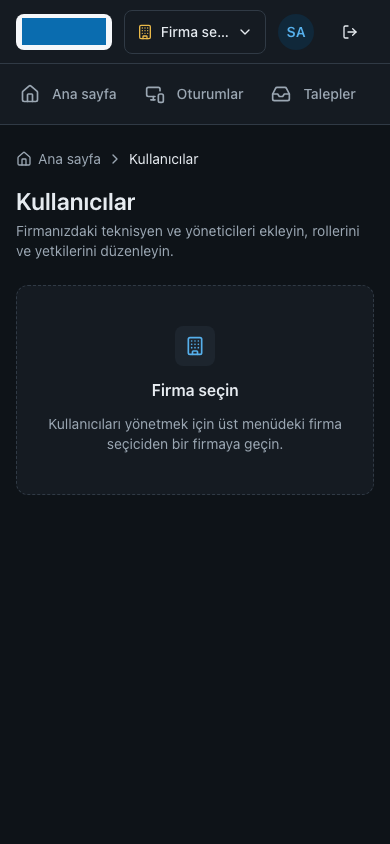 Firma se...
SA
Ana sayfa
Oturumlar
Talepler
Ana sayfa
Kullanıcılar
Kullanıcılar
Firmanızdaki teknisyen ve yöneticileri ekleyin, rollerini
ve yetkilerini düzenleyin.
Firma seçin
Kullanıcıları yönetmek için üst menüdeki firma
seçiciden bir firmaya geçin.